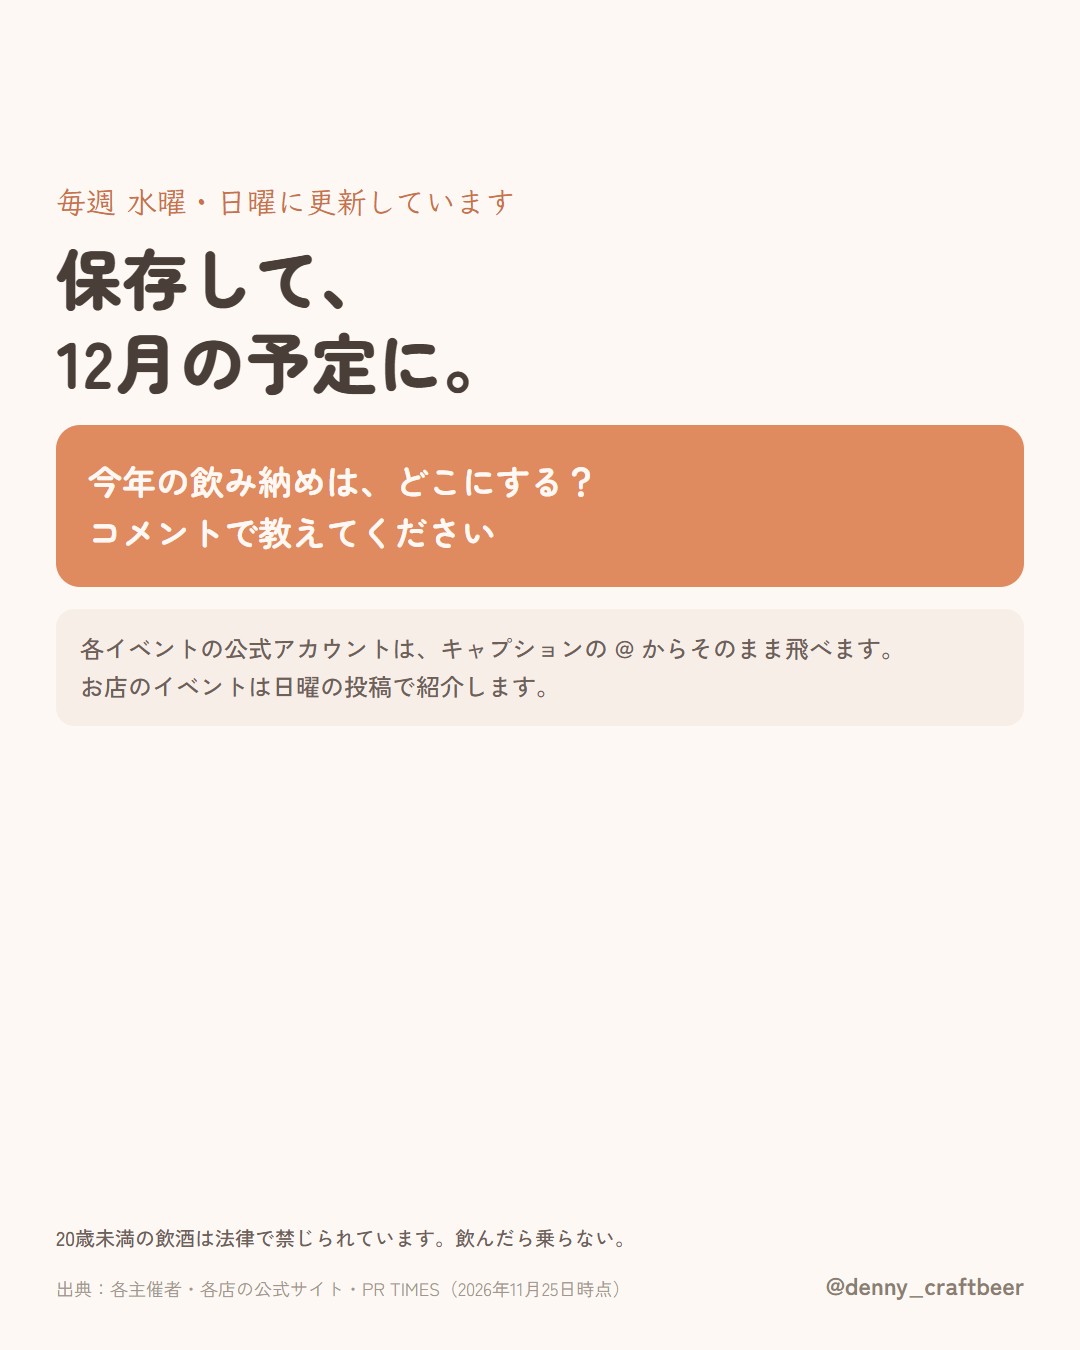 毎週 水曜・日曜に更新しています
保存して、
12月の予定に。
今年の飲み納めは、どこにする？
コメントで教えてください
各イベントの公式アカウントは、キャプションの @ からそのまま飛べます。
お店のイベントは日曜の投稿で紹介します。
20歳未満の飲酒は法律で禁じられています。飲んだら乗らない。
出典：各主催者・各店の公式サイト・PR TIMES（2026年11月25日時点）
@denny_craftbeer